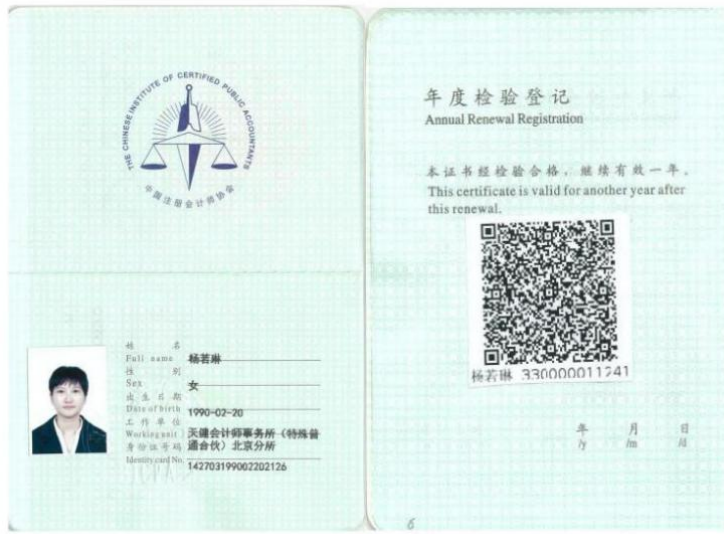 THE CHINESE INSTITUTE OF CERTIFIED PUBLIC ACCOUNTANTS
中国注册会计师协会
姓 名
Full name 杨若琳
性 别
Sex 女
出生日期
Date of birth 1990-02-20
工作单位
Working unit 天健会计师事务所（特殊普
通合伙）北京分所
身份证号码
Identity card No. 142703199002202126
年度检验登记
Annual Renewal Registration
本证书经检验合格，继续有效一年。
This certificate is valid for another year after
this renewal.
杨若琳 330000011241
年 月 日
/y /m /d
6